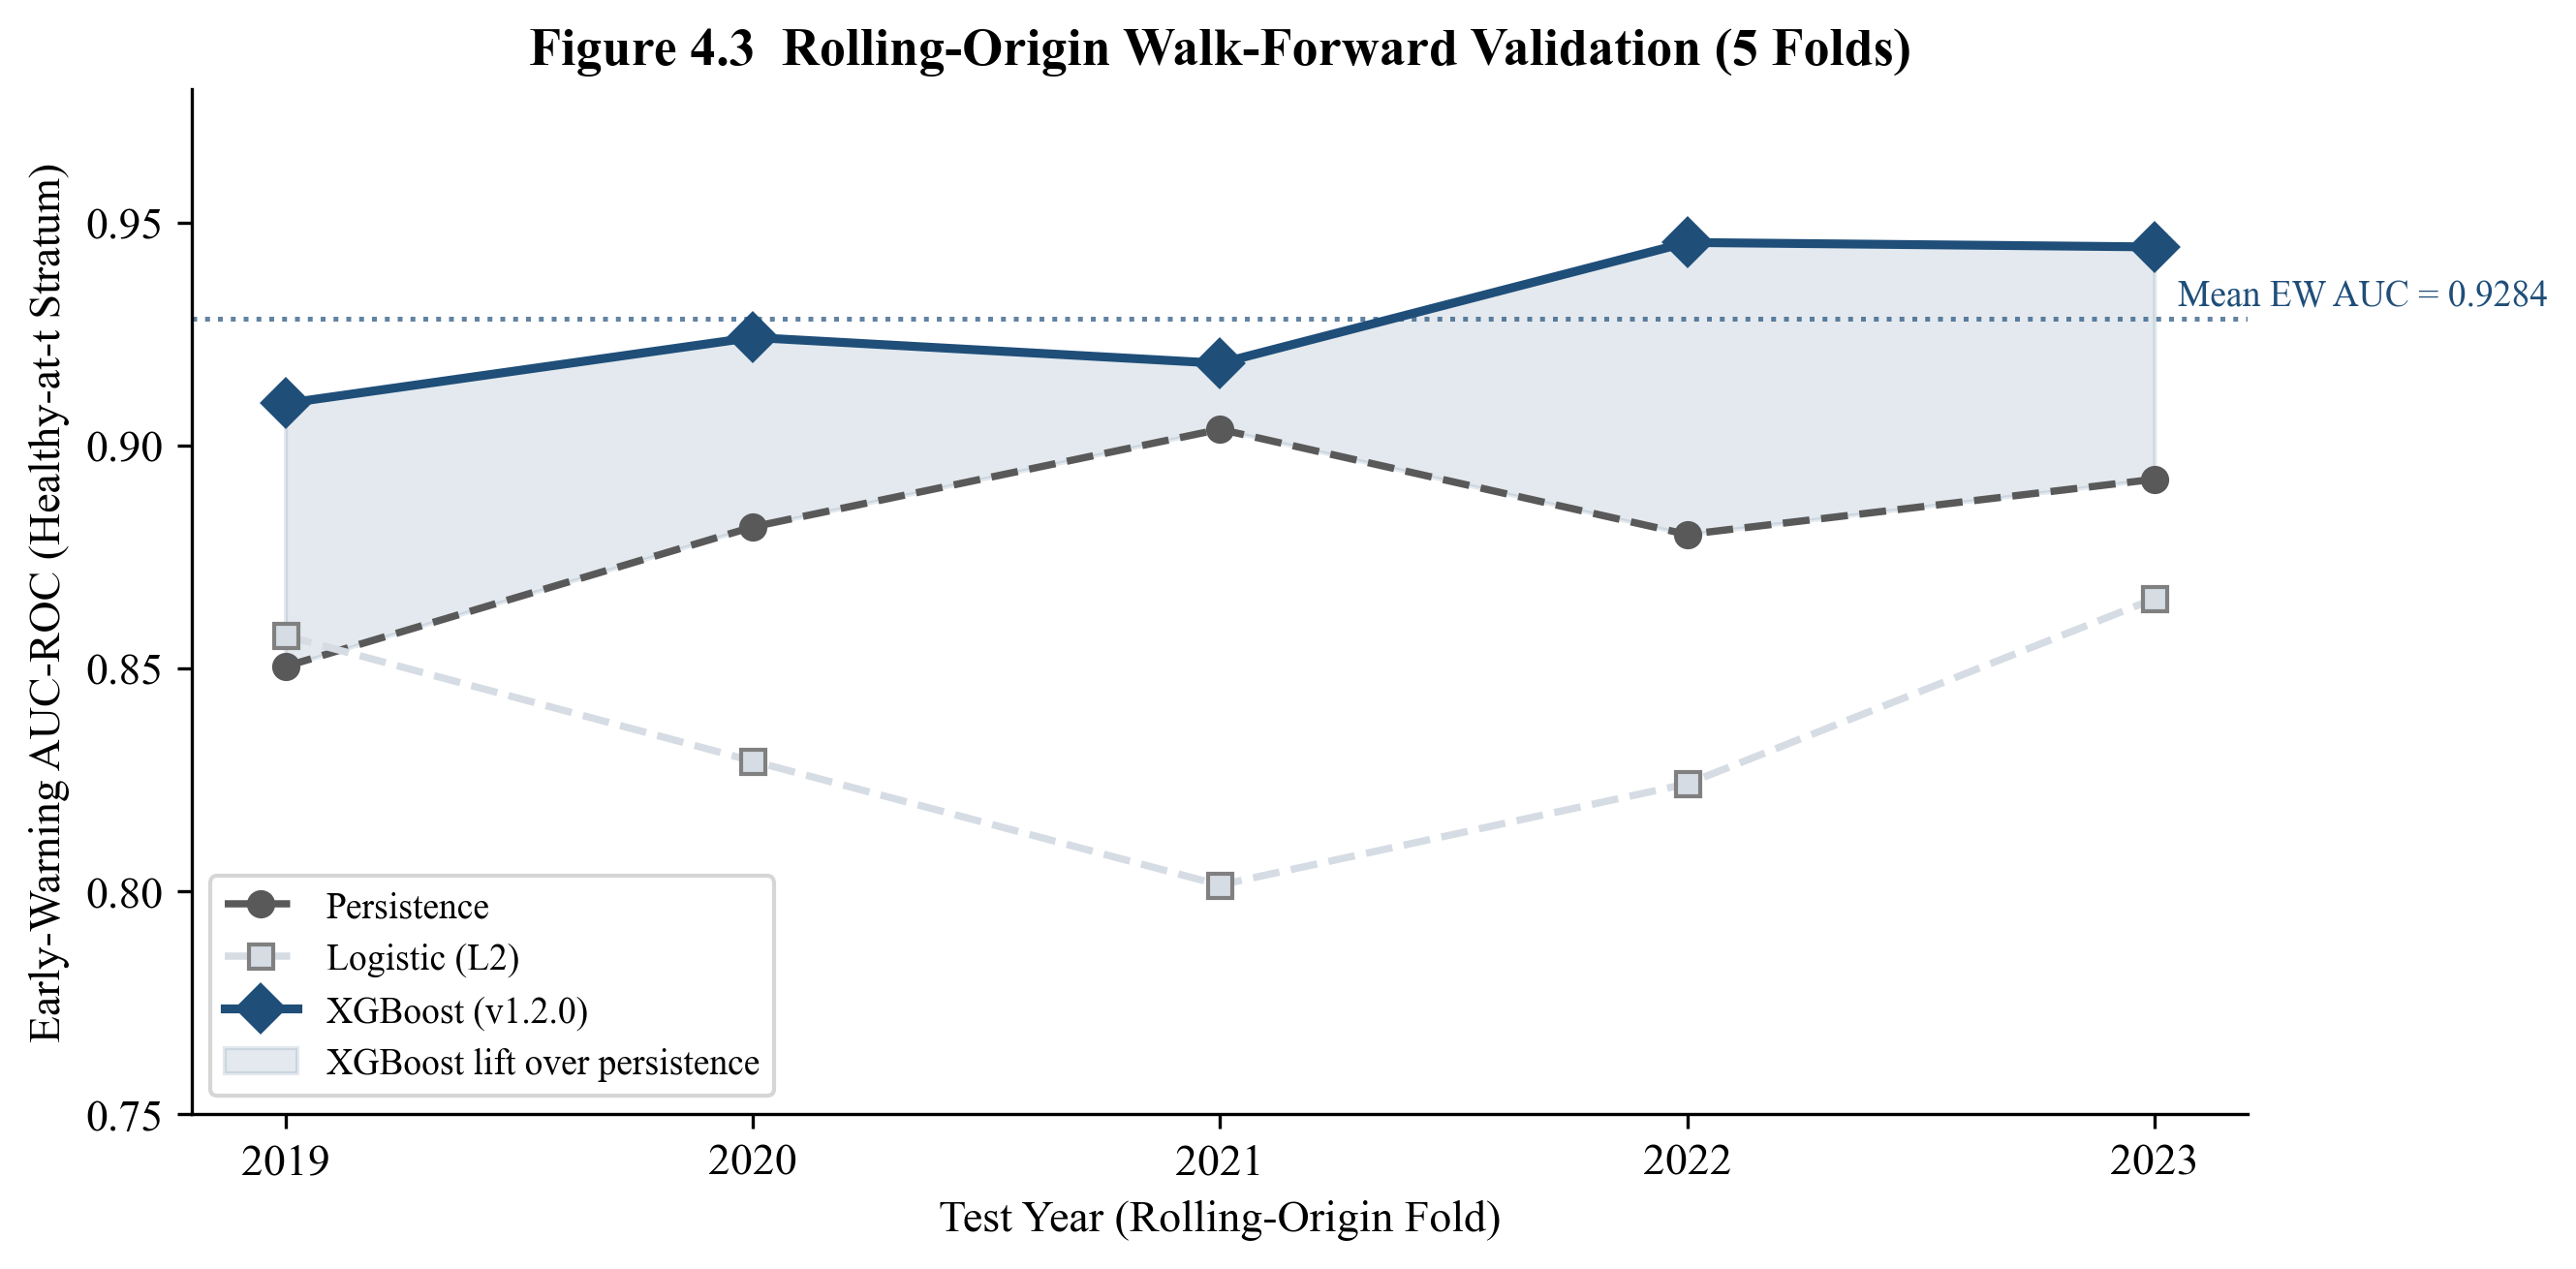 Figure 4.3  Rolling-Origin Walk-Forward Validation (5 Folds)
Early-Warning AUC-ROC (Healthy-at-t Stratum)
0.95
0.90
0.85
0.80
0.75
Mean EW AUC = 0.9284
Persistence
Logistic (L2)
XGBoost (v1.2.0)
XGBoost lift over persistence
2019 2020 2021 2022 2023
Test Year (Rolling-Origin Fold)